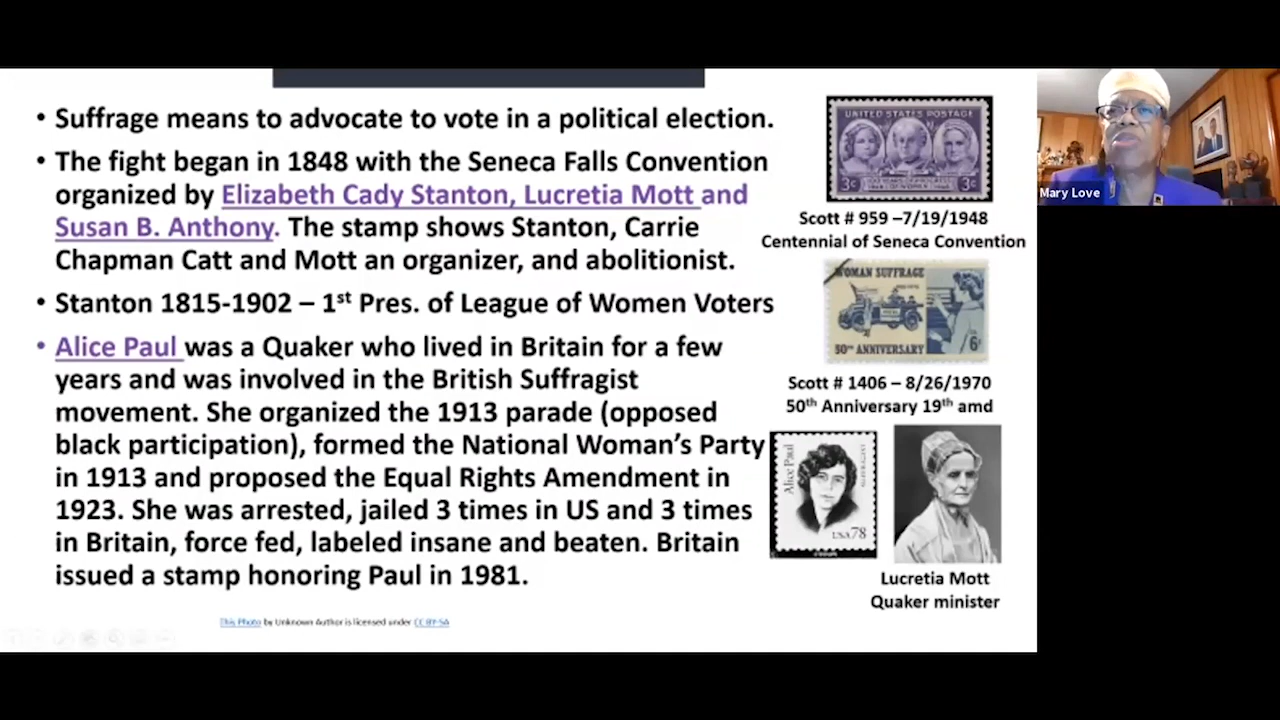 • Suffrage means to advocate to vote in a political election.
• The fight began in 1848 with the Seneca Falls Convention
organized by Elizabeth Cady Stanton, Lucretia Mott and
Susan B. Anthony. The stamp shows Stanton, Carrie
Chapman Catt and Mott an organizer, and abolitionist.
• Stanton 1815-1902 – 1st Pres. of League of Women Voters
• Alice Paul was a Quaker who lived in Britain for a few
years and was involved in the British Suffragist
movement. She organized the 1913 parade (opposed
black participation), formed the National Woman's Party
in 1913 and proposed the Equal Rights Amendment in
1923. She was arrested, jailed 3 times in US and 3 times
in Britain, force fed, labeled insane and beaten. Britain
issued a stamp honoring Paul in 1981.
This Photo by Unknown Author is licensed under CC BY-SA
UNITED STATES POSTAGE
3¢ 3¢
Scott # 959 –7/19/1948
Centennial of Seneca Convention
WOMAN SUFFRAGE
50TH ANNIVERSARY 6¢
Scott # 1406 – 8/26/1970
50th Anniversary 19th amd
Alice Paul
USA78
Lucretia Mott
Quaker minister
Mary Love